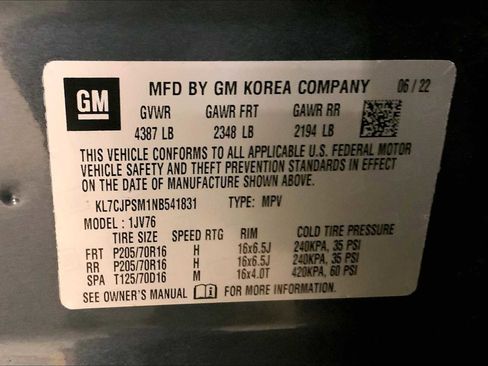 GM
MFD BY GM KOREA COMPANY 06/22
GVWR GAWR FRT GAWR RR
4387 LB 2348 LB 2194 LB
THIS VEHICLE CONFORMS TO ALL APPLICABLE U.S. FEDERAL MOTOR
VEHICLE SAFETY AND THEFT PREVENTION STANDARDS IN EFFECT
ON THE DATE OF MANUFACTURE SHOWN ABOVE.
KL7CJPSM1NB541831 TYPE: MPV
MODEL: 1JV76
TIRE SIZE SPEED RTG RIM COLD TIRE PRESSURE
FRT P205/70R16 H 16x6.5J 240KPA, 35 PSI
RR P205/70R16 H 16x6.5J 240KPA, 35 PSI
SPA T125/70D16 M 16x4.0T 420KPA, 60 PSI
SEE OWNER'S MANUAL FOR MORE INFORMATION.